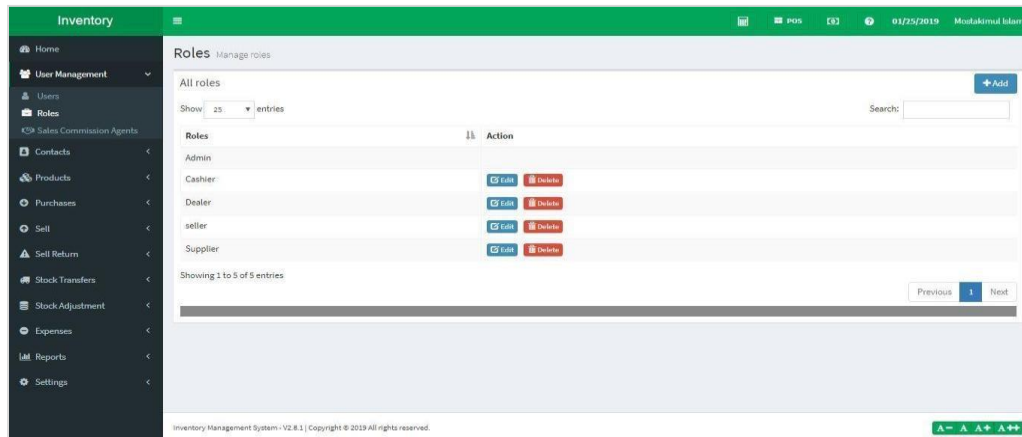 Inventory
POS
01/25/2019 Mostakimul Islam
Home
User Management
Users
Roles
Sales Commission Agents
Contacts
Products
Purchases
Sell
Sell Return
Stock Transfers
Stock Adjustment
Expenses
Reports
Settings
Roles Manage roles
All roles
Add
Show 25 entries
Search:
Roles Action
Admin
Cashier Edit Delete
Dealer Edit Delete
seller Edit Delete
Supplier Edit Delete
Showing 1 to 5 of 5 entries
Previous 1 Next
Inventory Management System - V2.8.1 | Copyright © 2019 All rights reserved.
A- A A+ A++